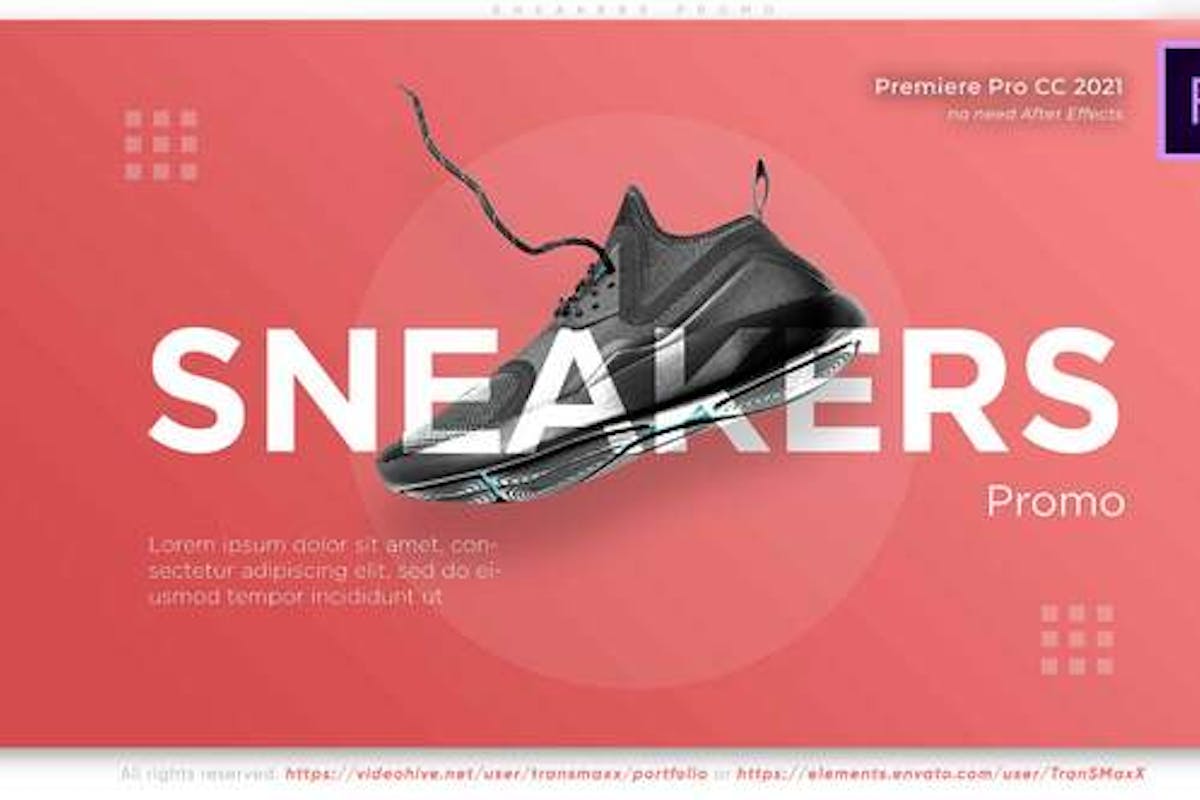 SNEAKERS PROMO
Premiere Pro CC 2021
no need After Effects
SNEAKERS
Promo
Lorem ipsum dolor sit amet, con-
sectetur adipiscing elit, sed do ei-
usmod tempor incididunt ut
All rights reserved. https://videohive.net/user/transmaxx/portfolio or https://elements.envato.com/user/TranSMaxX